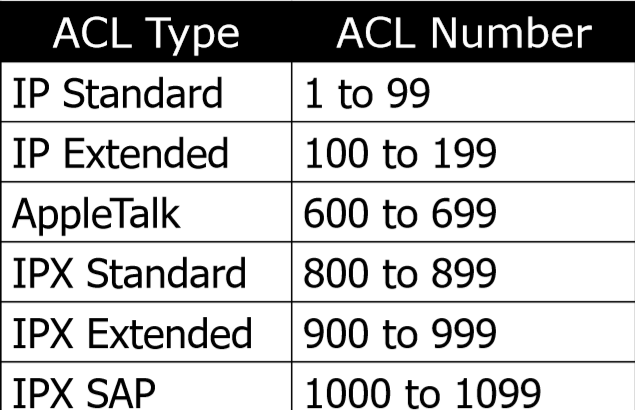 ACL Type ACL Number
IP Standard 1 to 99
IP Extended 100 to 199
AppleTalk 600 to 699
IPX Standard 800 to 899
IPX Extended 900 to 999
IPX SAP 1000 to 1099